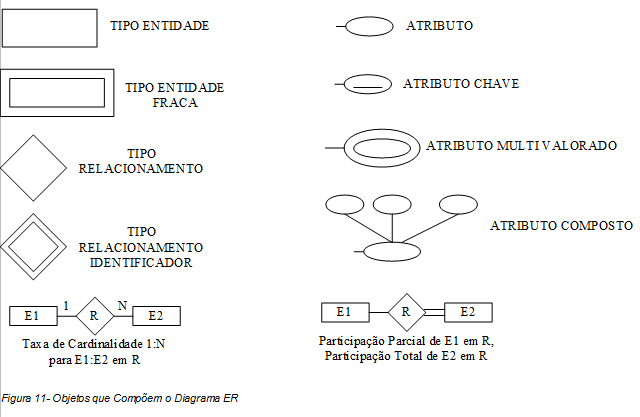 TIPO ENTIDADE
ATRIBUTO
TIPO ENTIDADE
FRACA
ATRIBUTO CHAVE
TIPO
RELACIONAMENTO
ATRIBUTO MULTIVALORADO
TIPO
RELACIONAMENTO
IDENTIFICADOR
ATRIBUTO COMPOSTO
E1 1 R N E2
Taxa de Cardinalidade 1:N
para E1:E2 em R
E1 R E2
Participação Parcial de E1 em R,
Participação Total de E2 em R
Figura 11- Objetos que Compõem o Diagrama ER